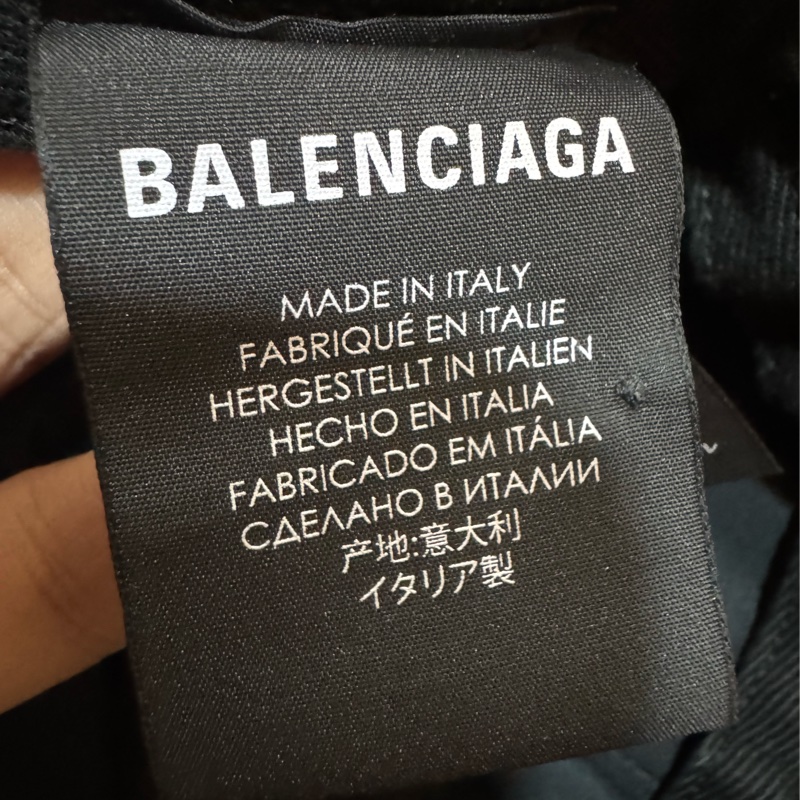 BALENCIAGA
MADE IN ITALY
FABRIQUÉ EN ITALIE
HERGESTELLT IN ITALIEN
HECHO EN ITALIA
FABRICADO EM ITÁLIA
СДЕЛАНО В ИТАЛИИ
产地:意大利
イタリア製